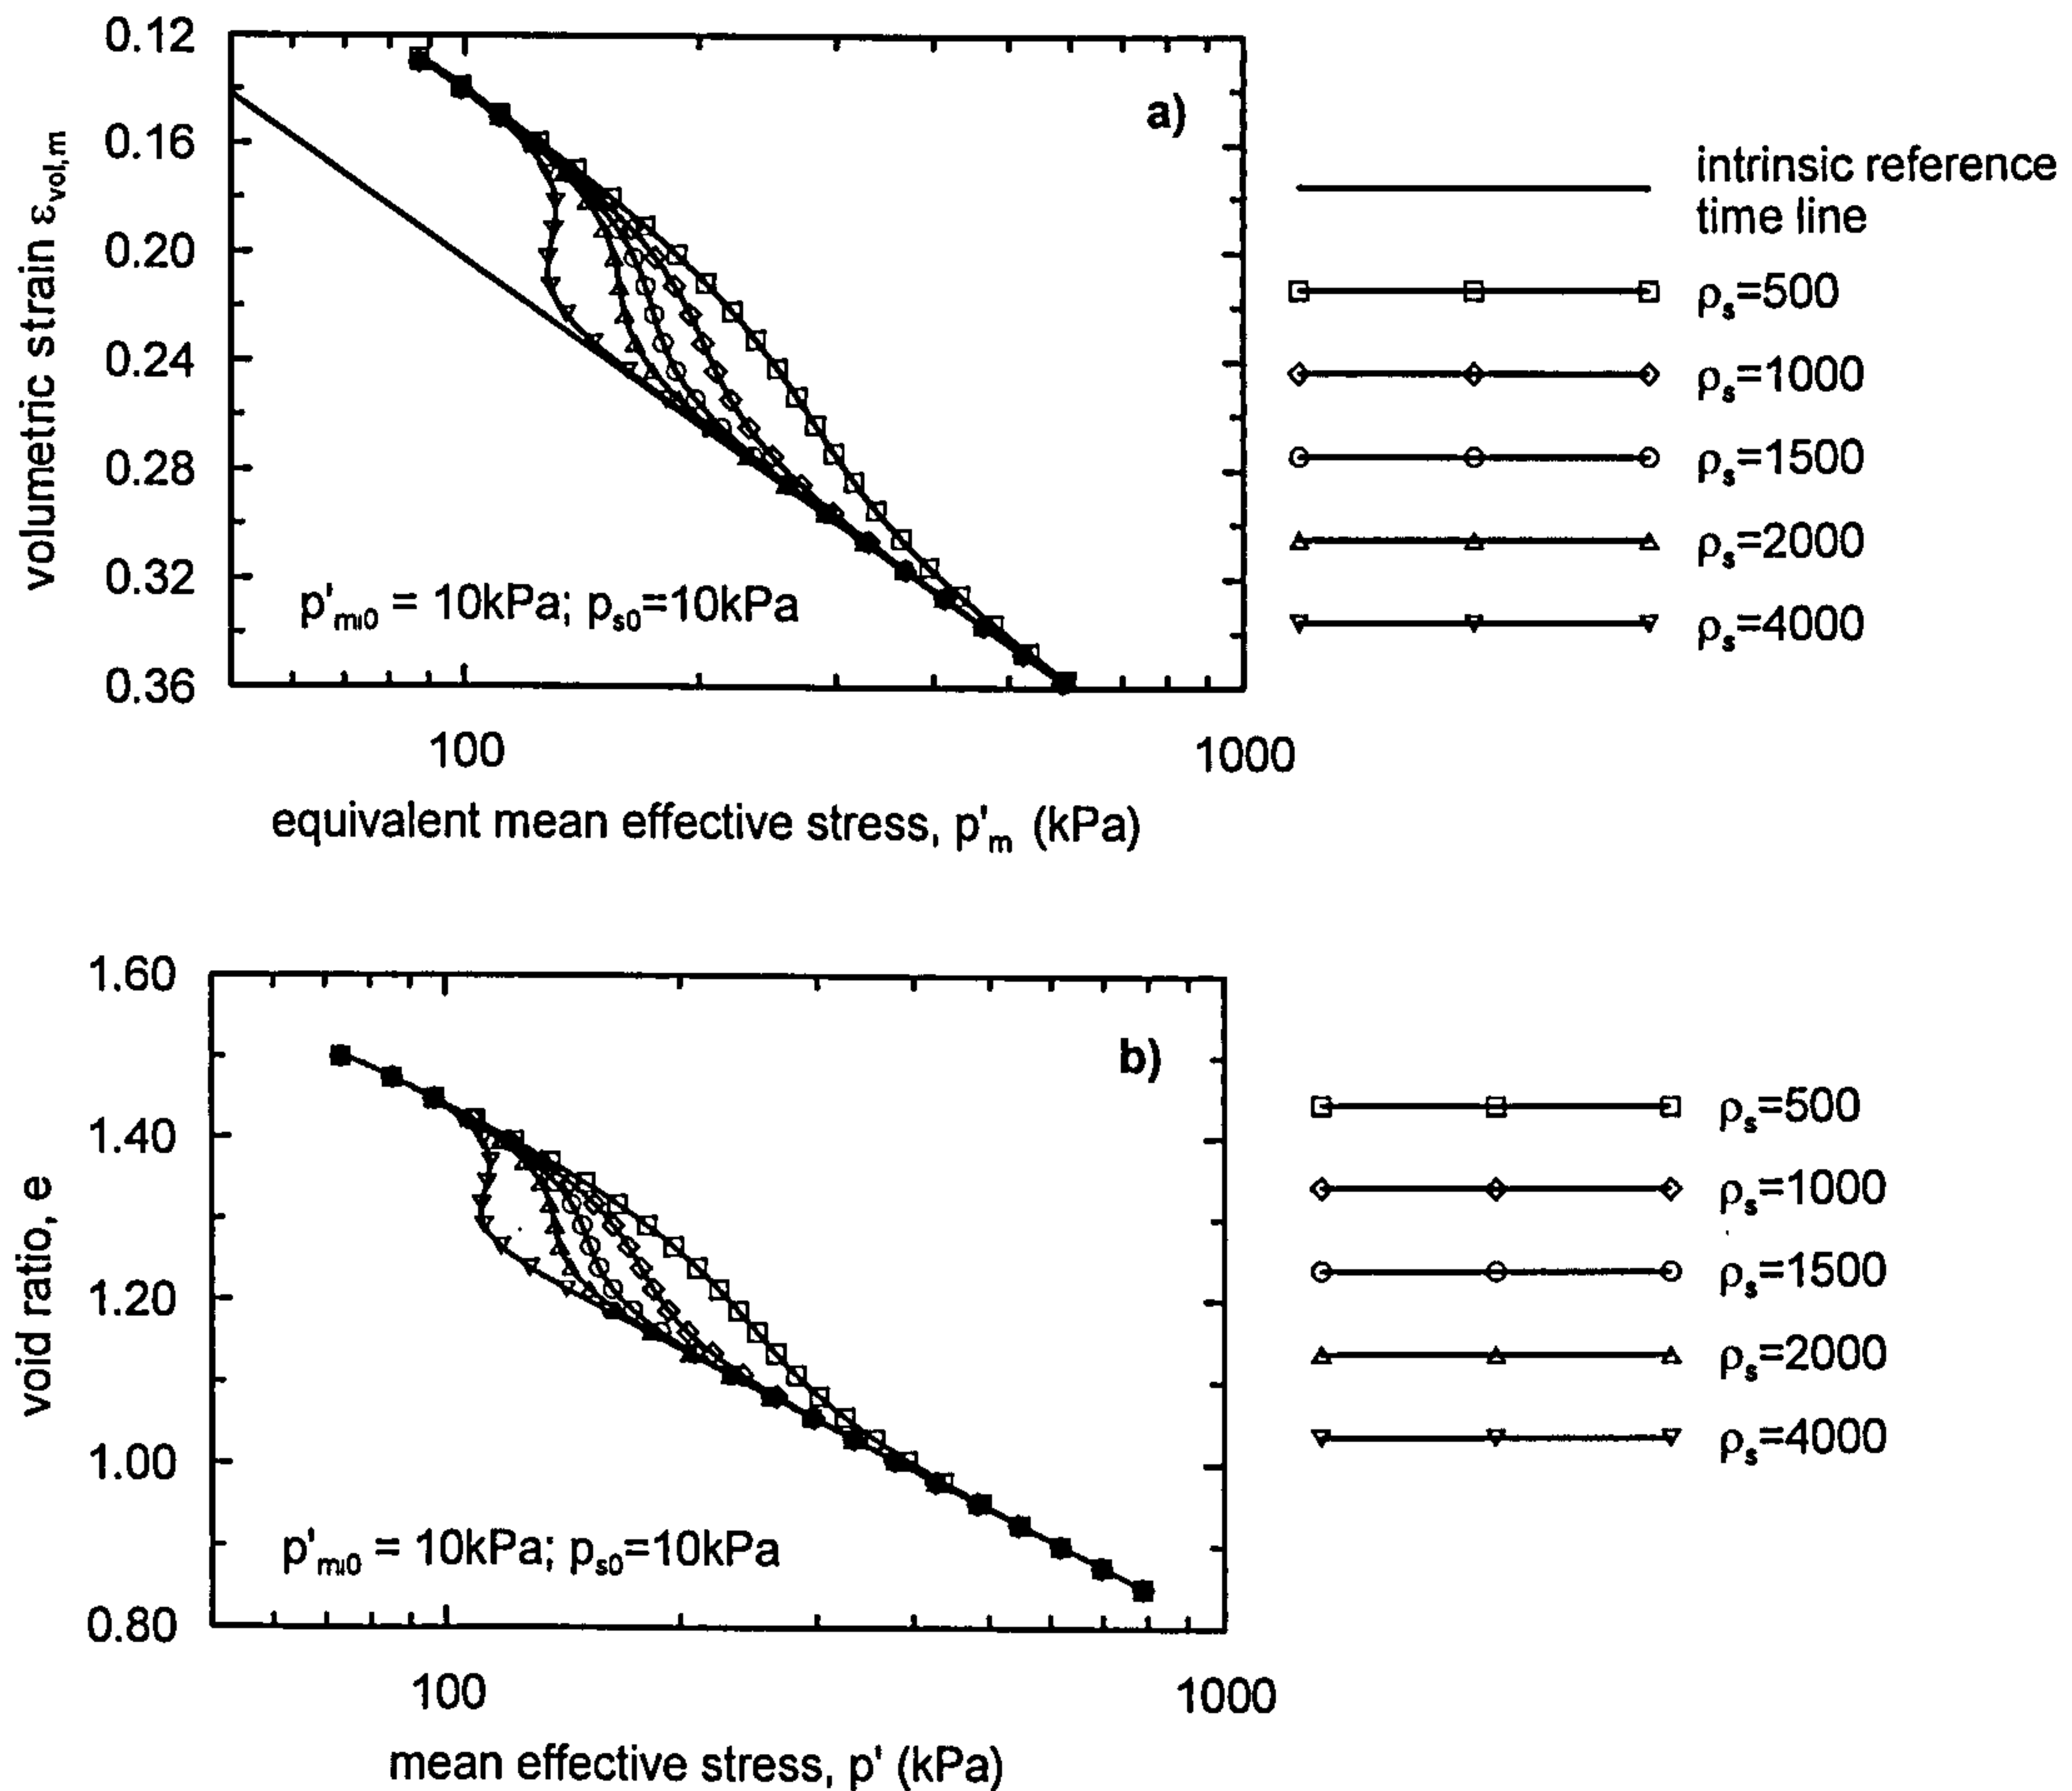 0.12
0.16
0.20
0.24
0.28
0.32
0.36
volumetric strain εvol,m
a)
p'mi0 = 10kPa; ps0=10kPa
100
1000
equivalent mean effective stress, p'm (kPa)
intrinsic reference
time line
ρs=500
ρs=1000
ρs=1500
ρs=2000
ρs=4000
1.60
1.40
1.20
1.00
0.80
void ratio, e
b)
p'mi0 = 10kPa; ps0=10kPa
100
1000
mean effective stress, p' (kPa)
ρs=500
ρs=1000
ρs=1500
ρs=2000
ρs=4000